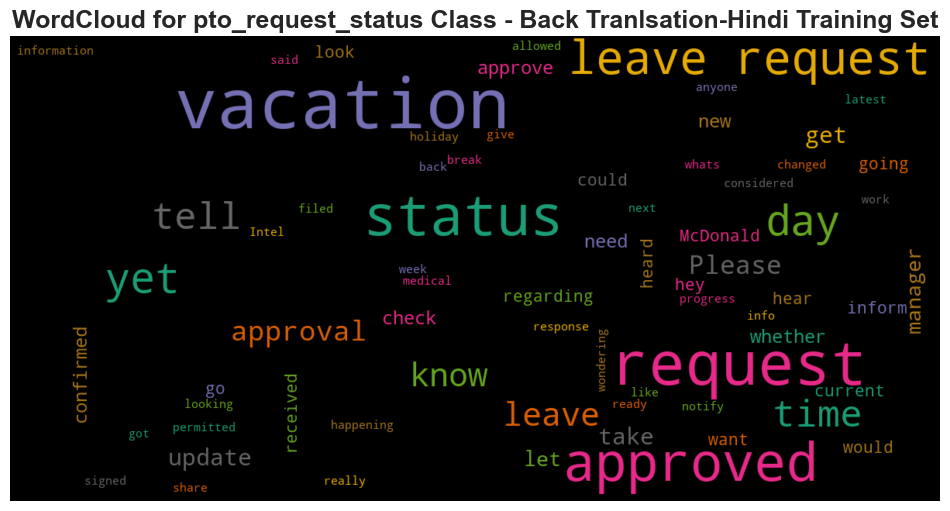 WordCloud for pto_request_status Class - Back Tranlsation-Hindi Training Set
information
said
look
allowed
approve
leave request
vacation
anyone
latest
holiday
give
new
get
back
break
whats
changed
going
could
considered
work
tell
filed
Intel
status
next
day
need
McDonald
heard
Please
yet
week
medical
hey
progress
manager
regarding
hear
inform
check
info
approval
response
whether
confirmed
wondering
request
know
go
current
looking
received
like
ready
notify
leave
time
got
permitted
happening
take
want
would
update
let
approved
signed
share
really